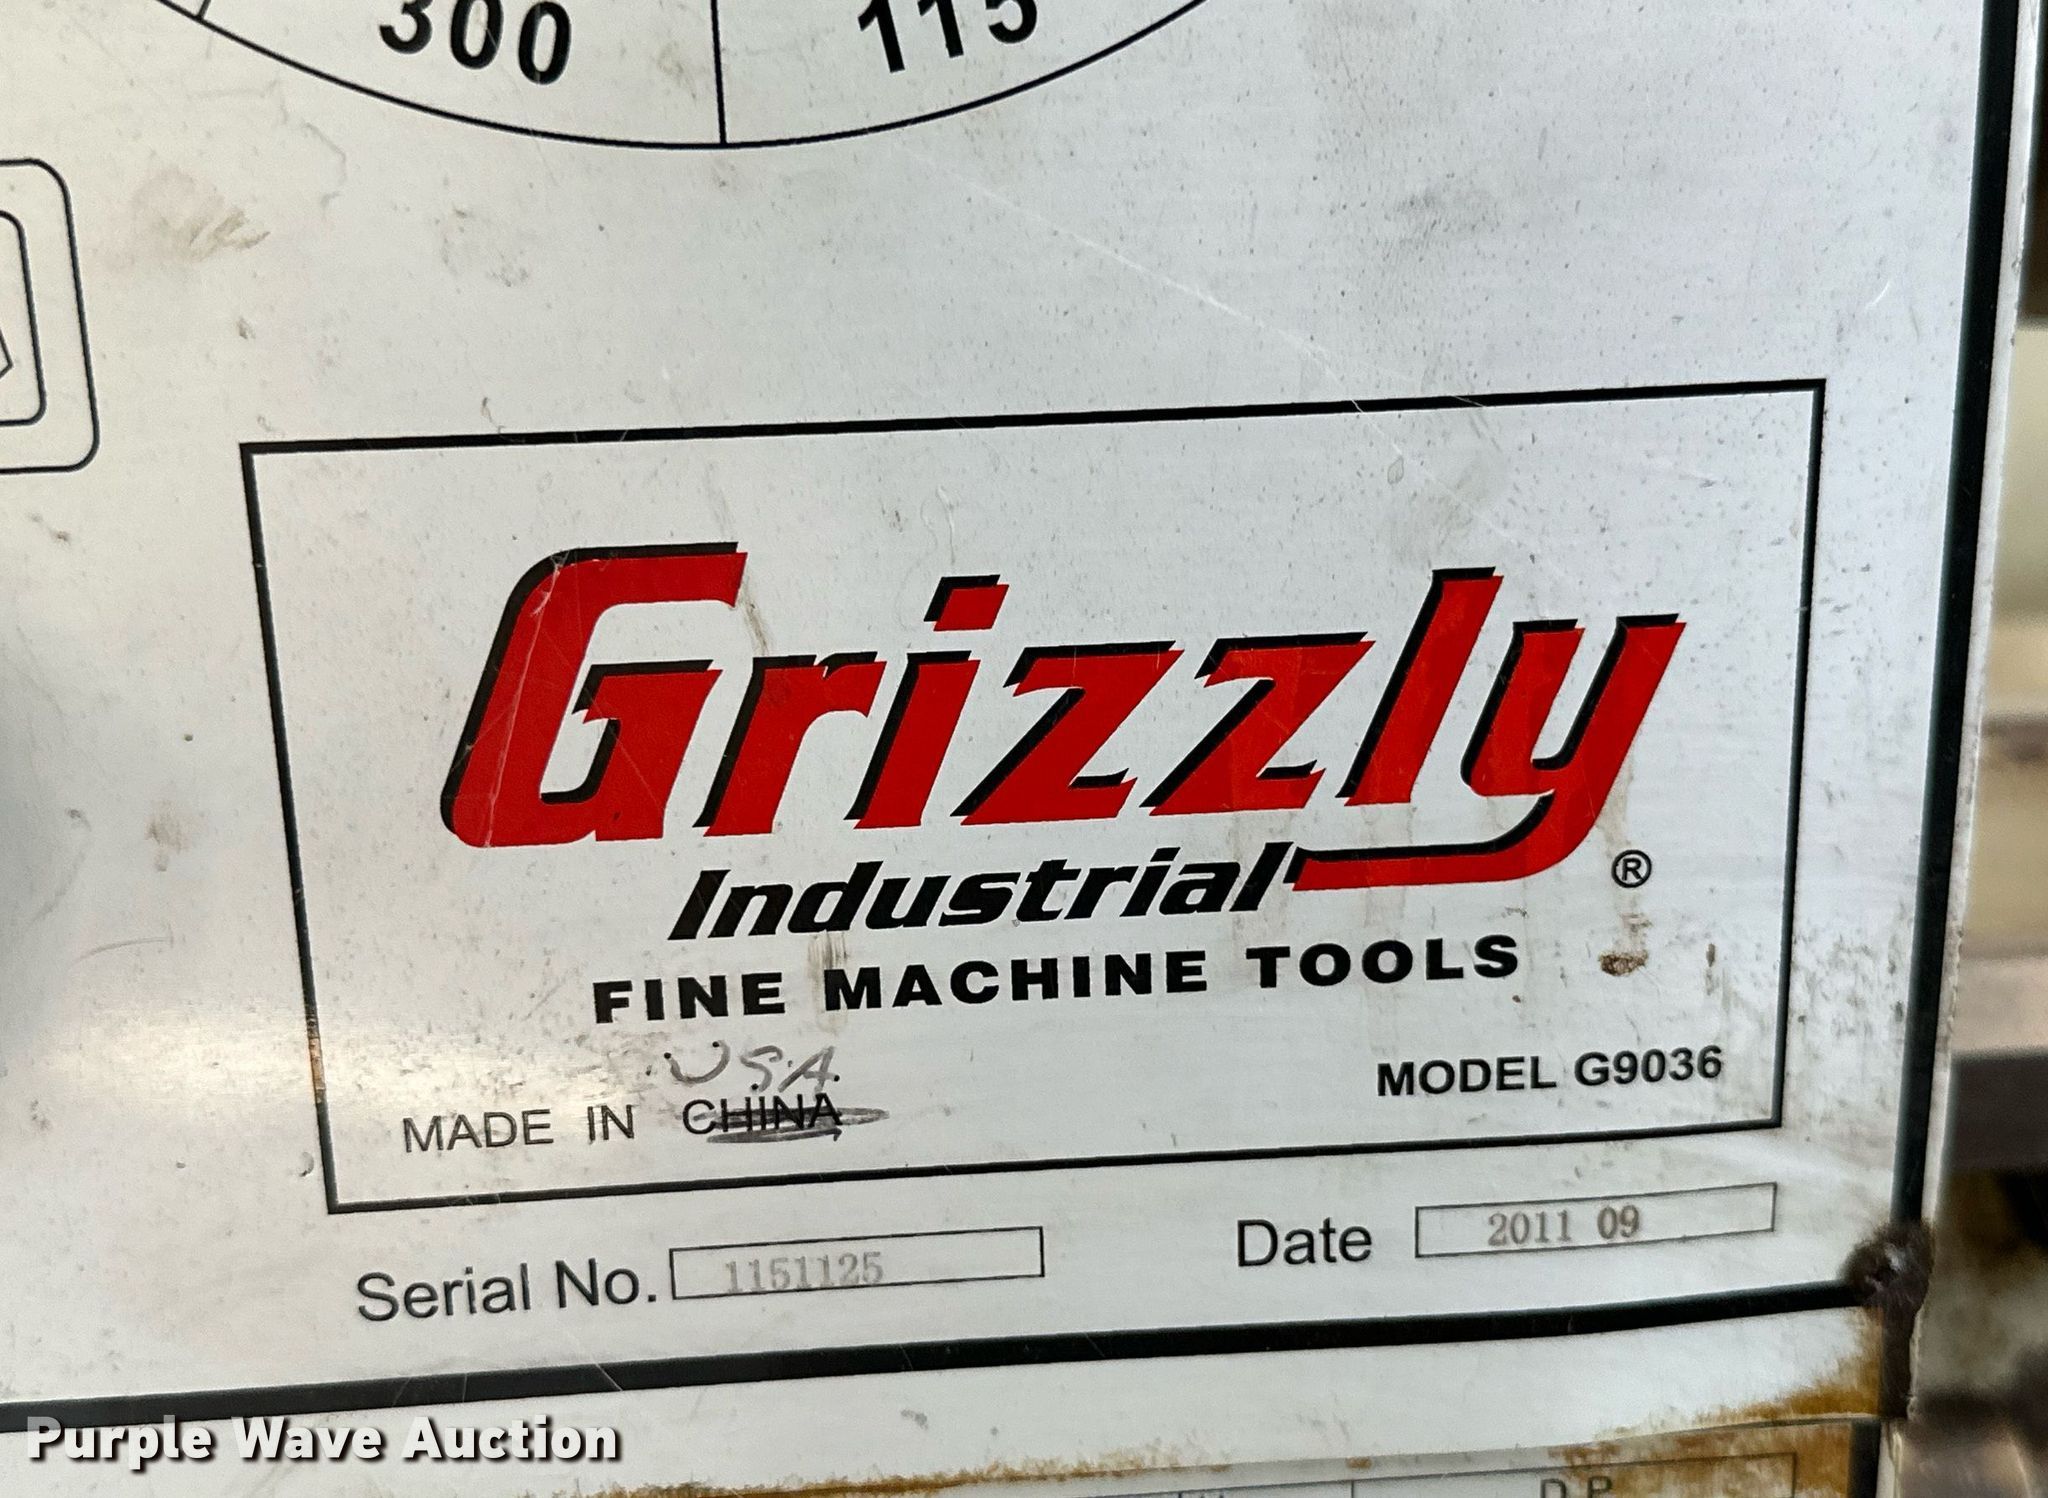 300 115
Grizzly
Industrial ®
FINE MACHINE TOOLS
U.S.A.
MADE IN CHINA
MODEL G9036
Serial No. 1151125
Date 2011 09
Purple Wave Auction
D.P